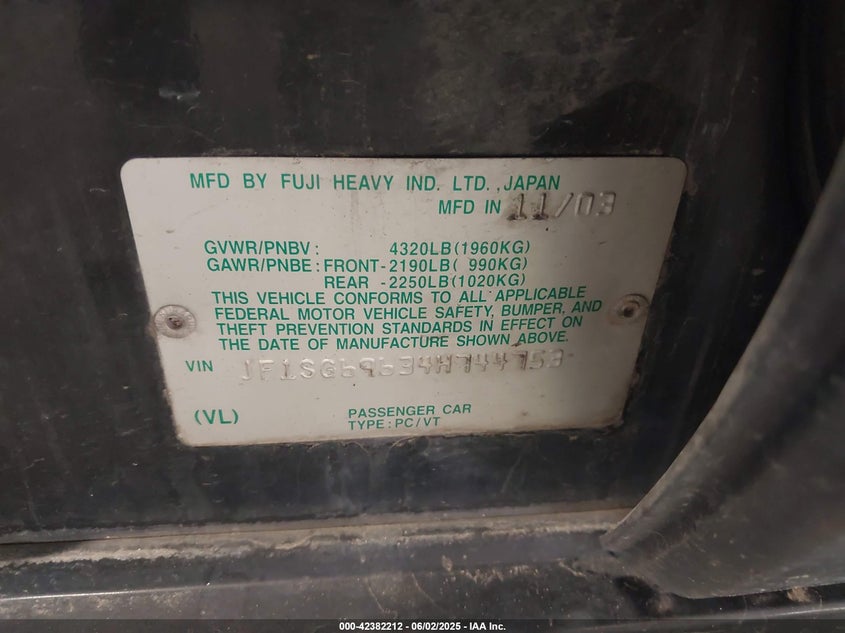 MFD BY FUJI HEAVY IND. LTD., JAPAN
MFD IN 11/03
GVWR/PNBV: 4320LB(1960KG)
GAWR/PNBE: FRONT-2190LB( 990KG)
REAR -2250LB(1020KG)
THIS VEHICLE CONFORMS TO ALL APPLICABLE
FEDERAL MOTOR VEHICLE SAFETY, BUMPER, AND
THEFT PREVENTION STANDARDS IN EFFECT ON
THE DATE OF MANUFACTURE SHOWN ABOVE.
VIN JF1SG69634H744753
(VL) PASSENGER CAR
TYPE: PC/VT
000-42382212 - 06/02/2025 - IAA Inc.